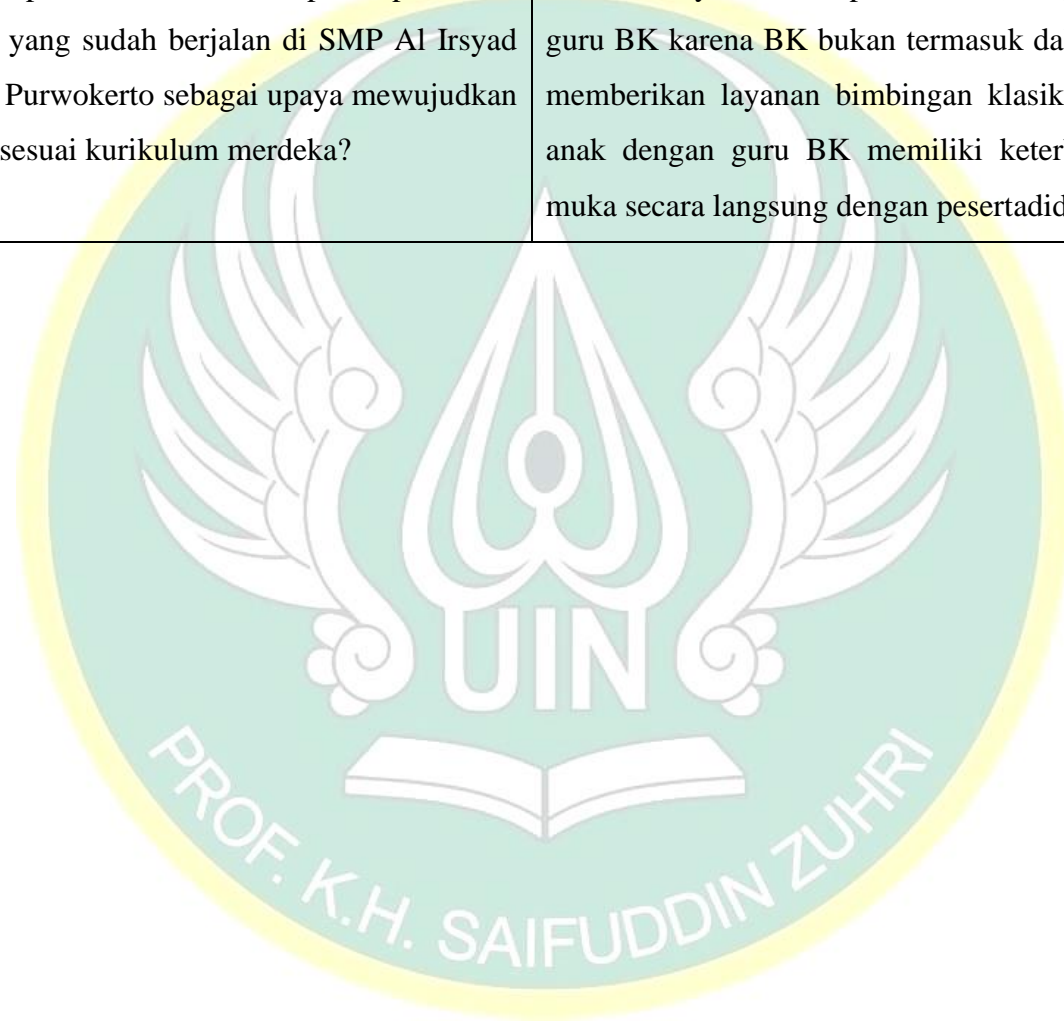 yang sudah berjalan di SMP Al Irsyad
Purwokerto sebagai upaya mewujudkan
sesuai kurikulum merdeka?
guru BK karena BK bukan termasuk da
memberikan layanan bimbingan klasik
anak dengan guru BK memiliki keter
muka secara langsung dengan pesertadid
UIN
PROF. K.H. SAIFUDDIN ZUHRI